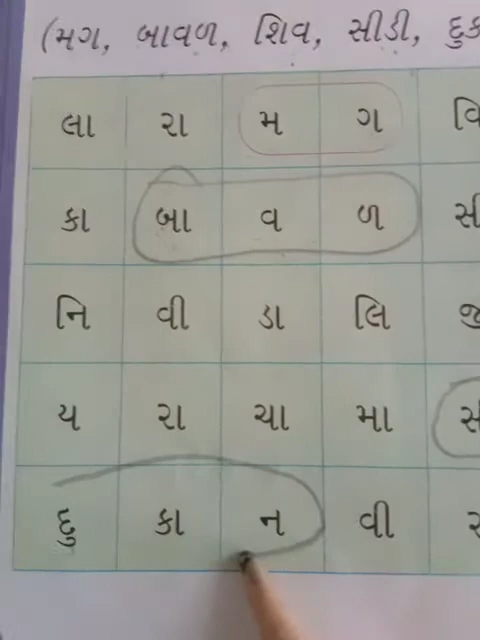 (મગ, બાવળ, શિવ, સીડી,
લા રા મ ગ વિ
કા બા વ ળ સી
નિ વી ડા લિ
ય રા ચા મા
દુ કા ન વી